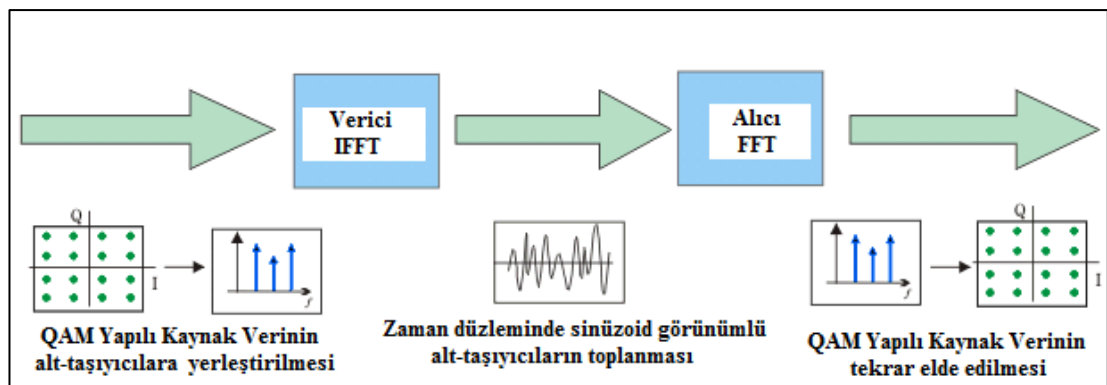 Verici
IFFT
Alıcı
FFT
Q
I
f
f
Q
I
QAM Yapılı Kaynak Verinin
alt-taşıyıcılara yerleştirilmesi
Zaman düzleminde sinüzoid görünümlü
alt-taşıyıcıların toplanması
QAM Yapılı Kaynak Verinin
tekrar elde edilmesi